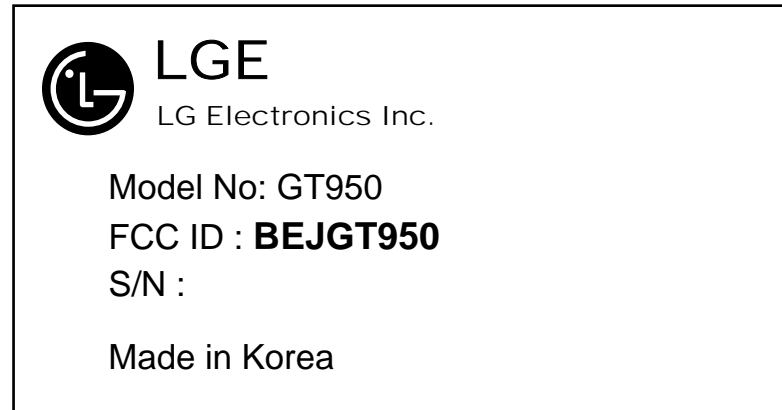 LGE
LG Electronics Inc.
Model No: GT950
FCC ID : BEJGT950
S/N :
Made in Korea